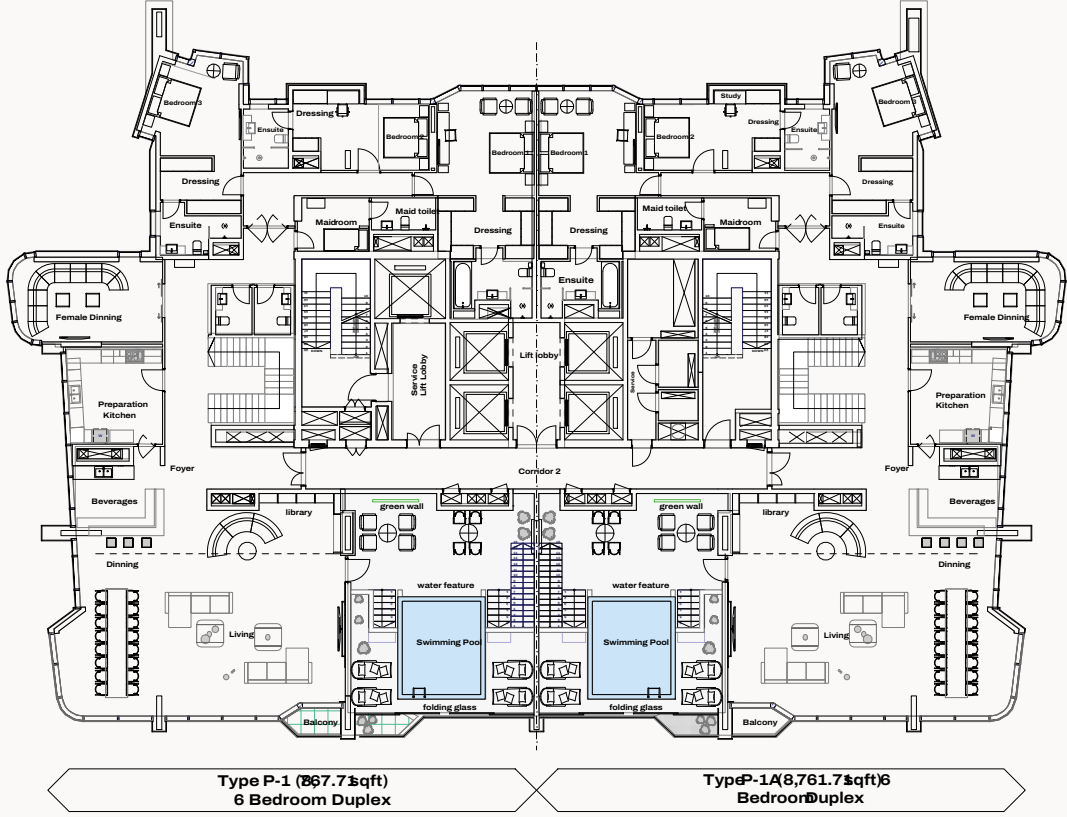 Bedroom 3
Study
Bedroom 3
Dressing
Dressing
Ensuite
Ensuite
Bedroom 2
Bedroom 1
Bedroom 1
Bedroom 2
Dressing
Dressing
Maid toilet
Maid toilet
Maidroom
Maidroom
Ensuite
Ensuite
Dressing
Dressing
Ensuite
Female Dinning
Female Dinning
Lift lobby
Service
Lift Lobby
Service
Preparation
Kitchen
Preparation
Kitchen
Foyer
Corridor 2
Foyer
Beverages
Beverages
library
green wall
green wall
library
Dinning
Dinning
water feature
water feature
Living
Swimming Pool
Swimming Pool
Living
folding glass
folding glass
Balcony
Balcony
Type P-1 (8,767.71sqft)
6 Bedroom Duplex
Type P-1A(8,761.71sqft)6
Bedroom Duplex